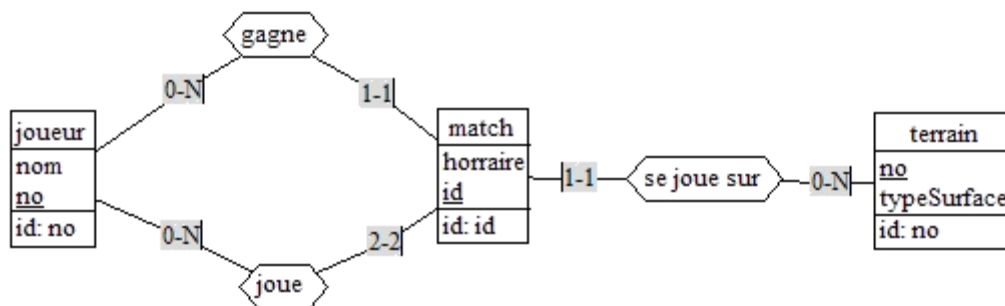 gagne
0-N
1-1
joueur
nom
no
id: no
match
horraire
id
id: id
1-1
se joue sur
0-N
terrain
no
typeSurface
id: no
0-N
2-2
joue